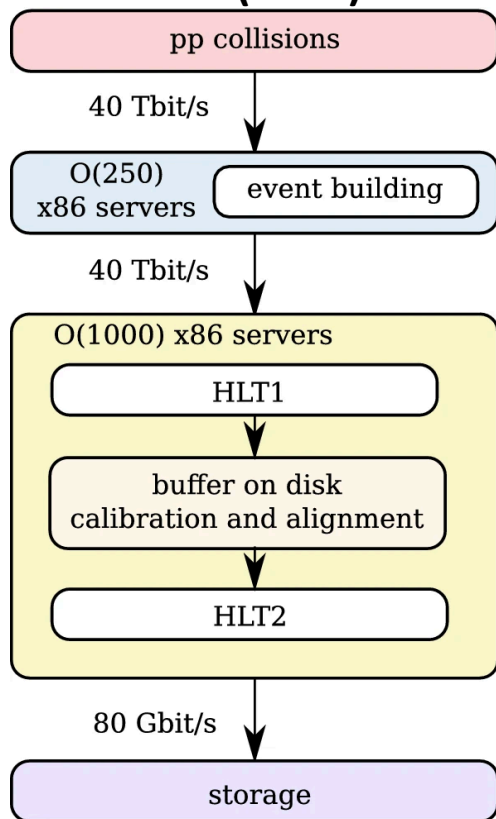 pp collisions
40 Tbit/s
O(250)
x86 servers
event building
40 Tbit/s
O(1000) x86 servers
HLT1
buffer on disk
calibration and alignment
HLT2
80 Gbit/s
storage